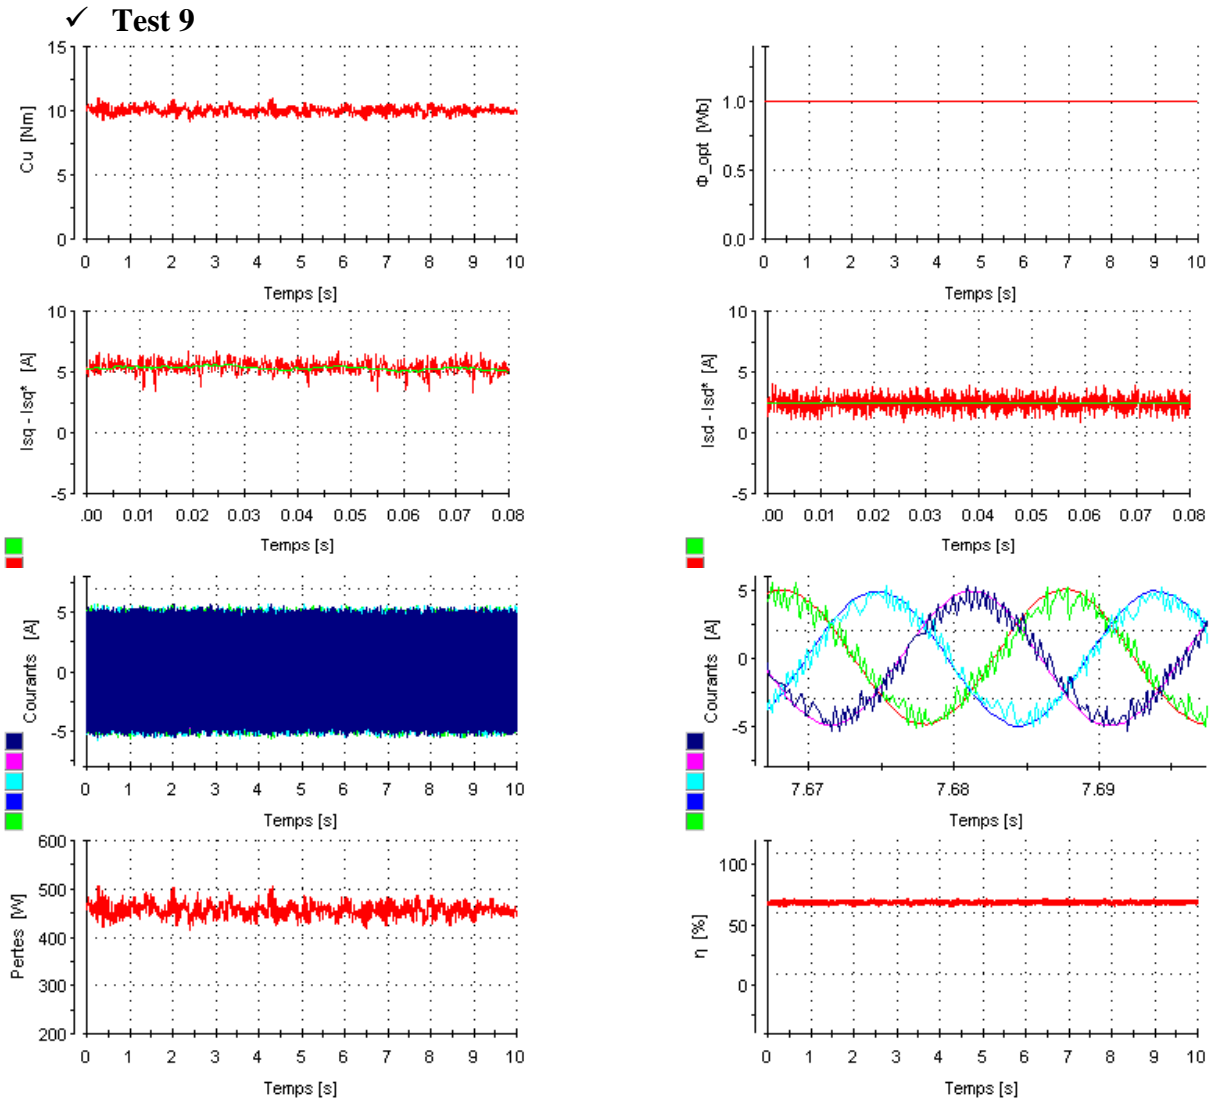 ✓ Test 9
15
10
5
0
Cu [Nm]
0 1 2 3 4 5 6 7 8 9 10
Temps [s]
1.0
0.5
0.0
Φ_opt [Wb]
0 1 2 3 4 5 6 7 8 9 10
Temps [s]
10
5
0
-5
Isq - Isq* [A]
.00 0.01 0.02 0.03 0.04 0.05 0.06 0.07 0.08
Temps [s]
10
5
0
-5
Isd - Isd* [A]
.00 0.01 0.02 0.03 0.04 0.05 0.06 0.07 0.08
Temps [s]
5
0
-5
Courants [A]
0 1 2 3 4 5 6 7 8 9 10
Temps [s]
5
0
-5
Courants [A]
7.67 7.68 7.69
Temps [s]
600
500
400
300
200
Pertes [W]
0 1 2 3 4 5 6 7 8 9 10
Temps [s]
100
50
0
η [%]
0 1 2 3 4 5 6 7 8 9 10
Temps [s]